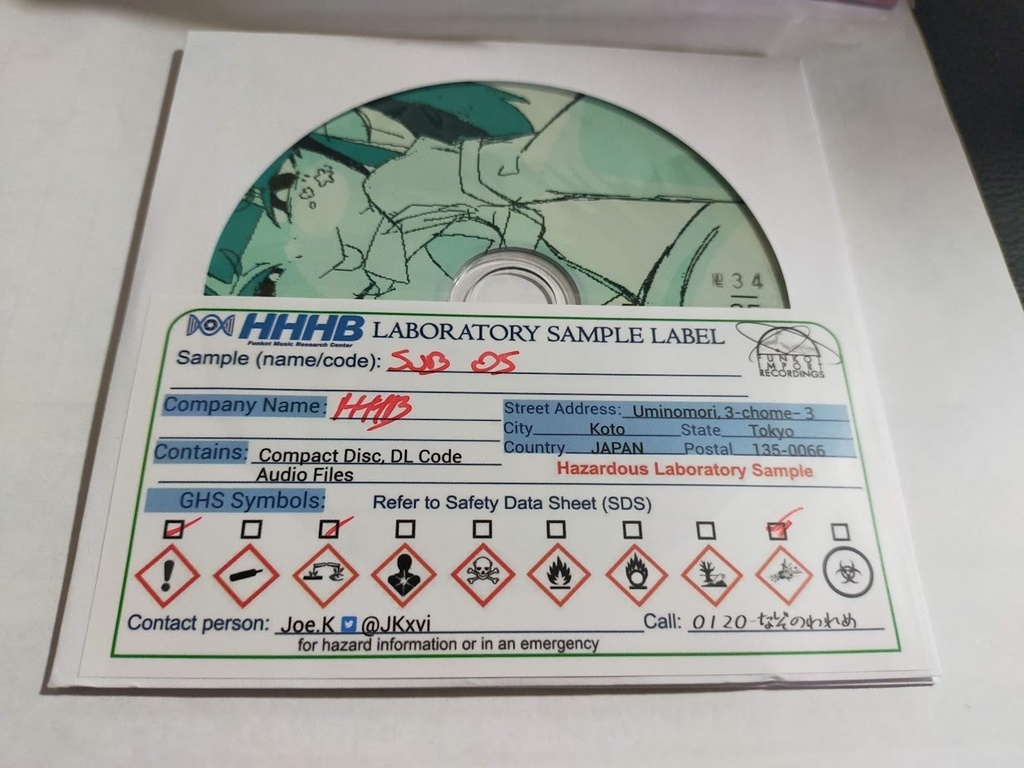 34
HHHB LABORATORY SAMPLE LABEL
Funkot Music Research Center
FUNKOT IMPORT RECORDINGS
Sample (name/code): SUB 05
Company Name: HHHB
Street Address: Uminomori, 3-chome- 3
City Koto State Tokyo
Country JAPAN Postal 135-0066
Contains: Compact Disc, DL Code
Audio Files
Hazardous Laboratory Sample
GHS Symbols: Refer to Safety Data Sheet (SDS)
Contact person: Joe.K @JKxvi Call: 0120-なぞのわれめ
for hazard information or in an emergency